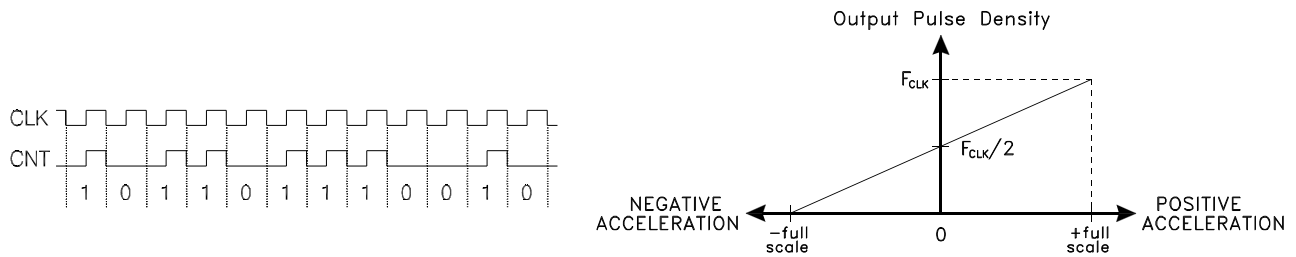 CLK
CNT
1 0 1 1 0 1 1 1 0 0 1 0
Output Pulse Density
FCLK
FCLK/2
NEGATIVE
ACCELERATION
POSITIVE
ACCELERATION
−full
scale
0
+full
scale